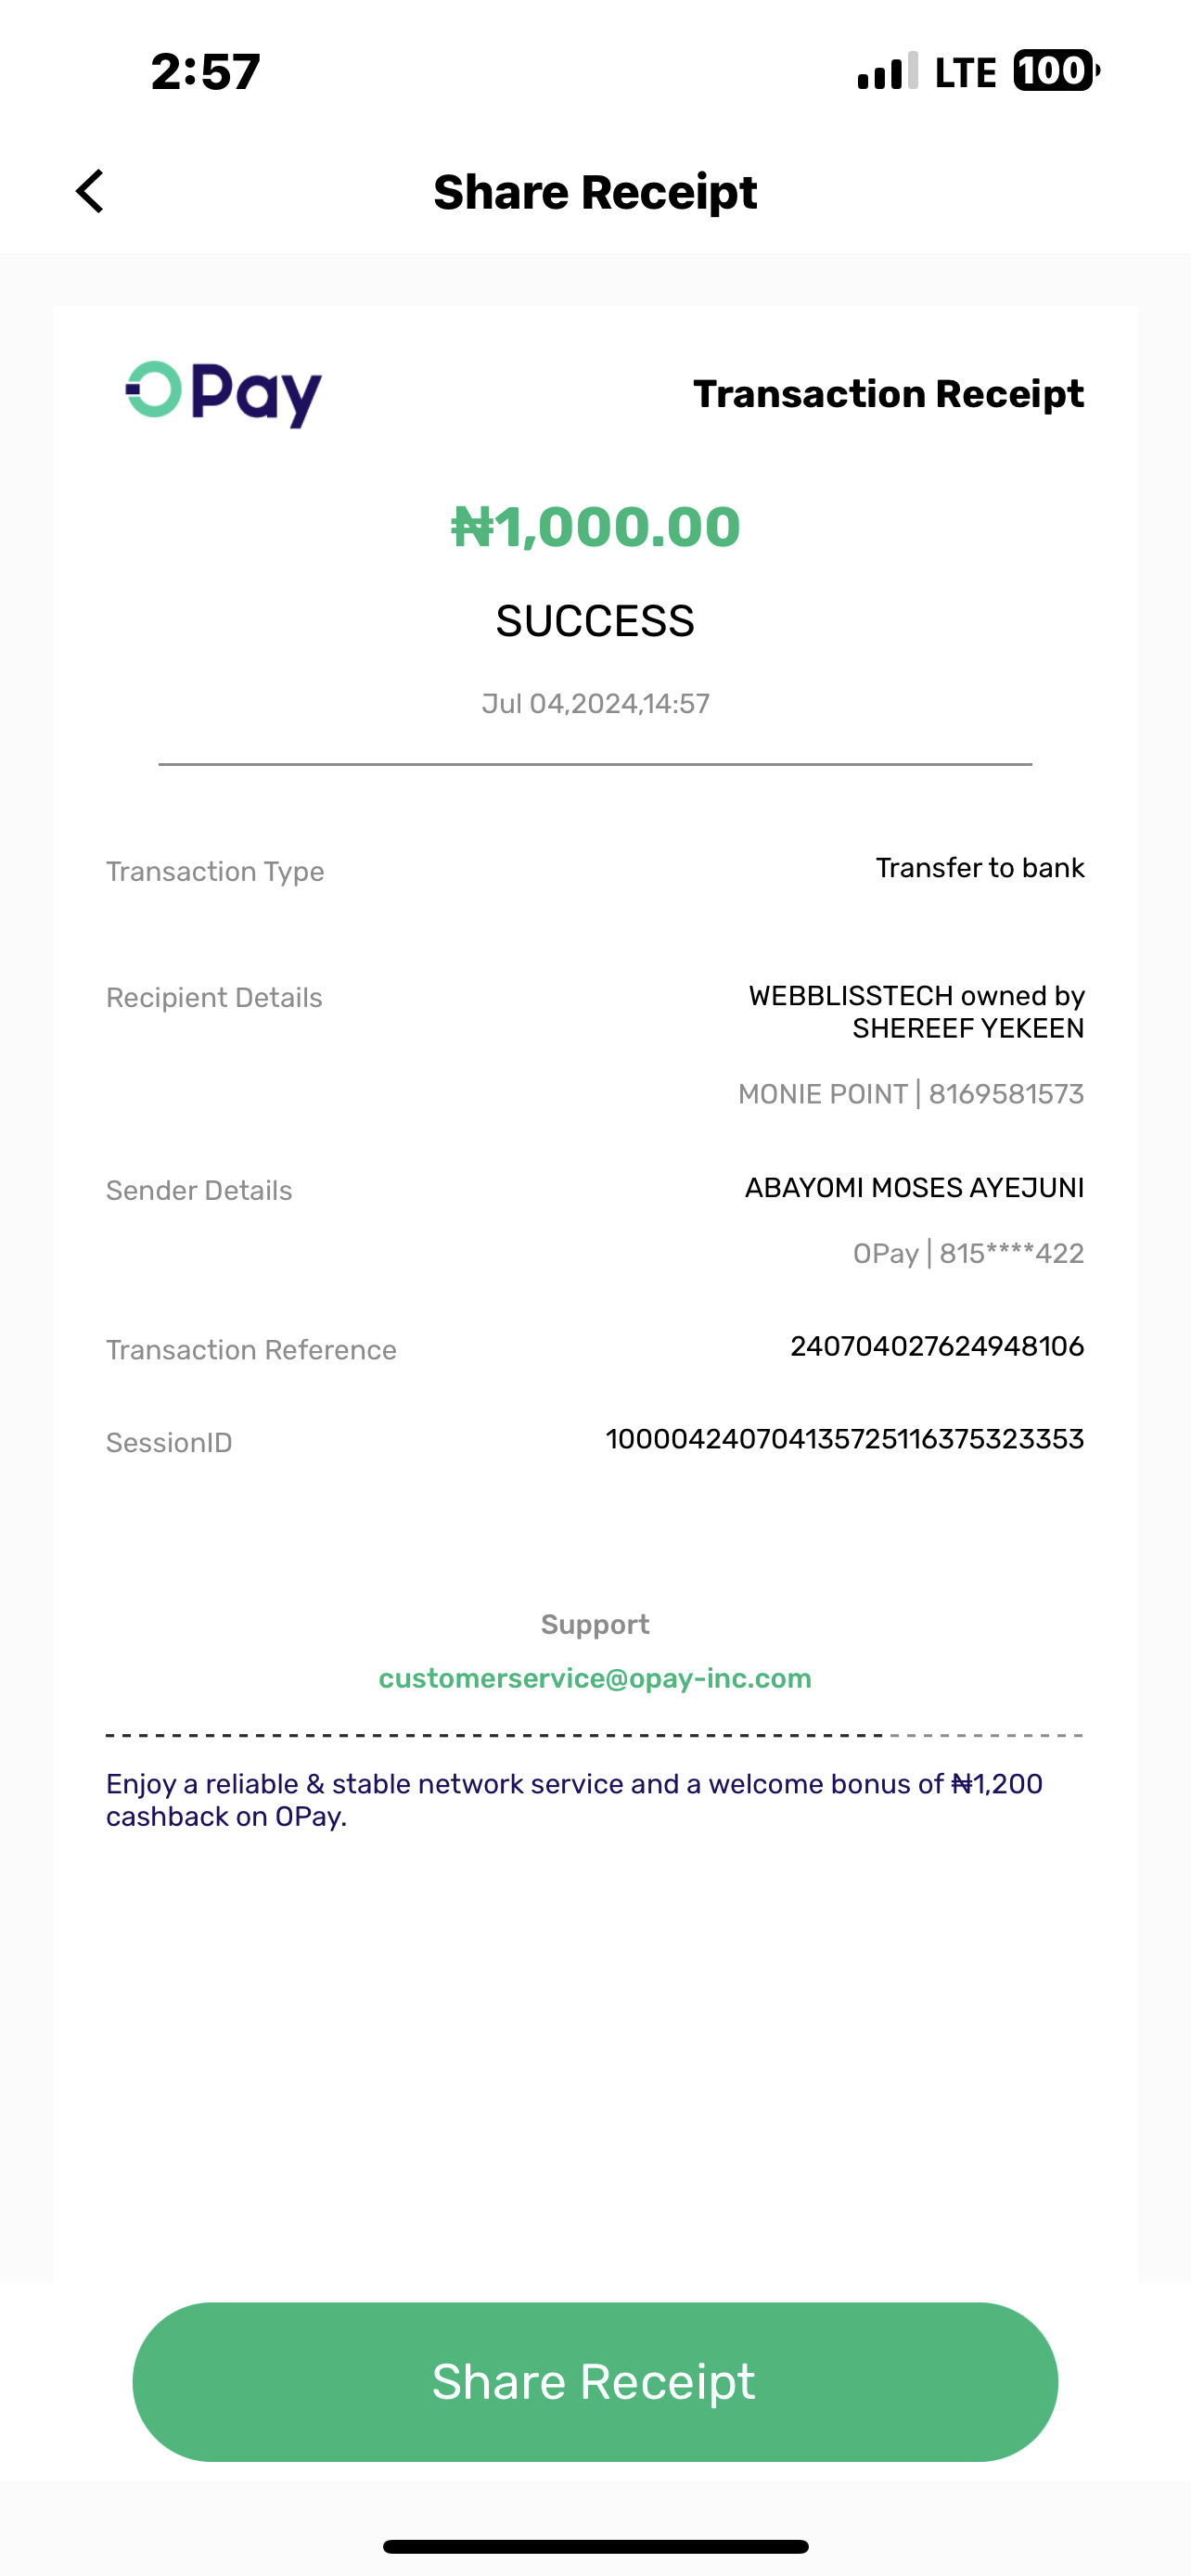 2:57 LTE 100
Share Receipt
OPay Transaction Receipt
₦1,000.00
SUCCESS
Jul 04,2024,14:57
Transaction Type Transfer to bank
Recipient Details WEBBLISSTECH owned by
SHEREEF YEKEEN
MONIE POINT | 8169581573
Sender Details ABAYOMI MOSES AYEJUNI
OPay | 815****422
Transaction Reference 240704027624948106
SessionID 100004240704135725116375323353
Support
customerservice@opay-inc.com
Enjoy a reliable & stable network service and a welcome bonus of ₦1,200
cashback on OPay.
Share Receipt